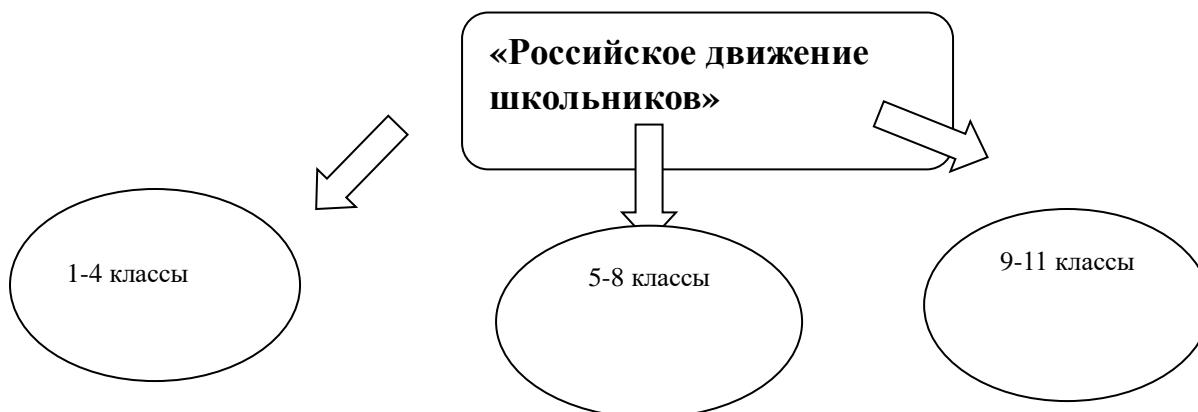 «Российское движение
школьников»
1-4 классы
5-8 классы
9-11 классы